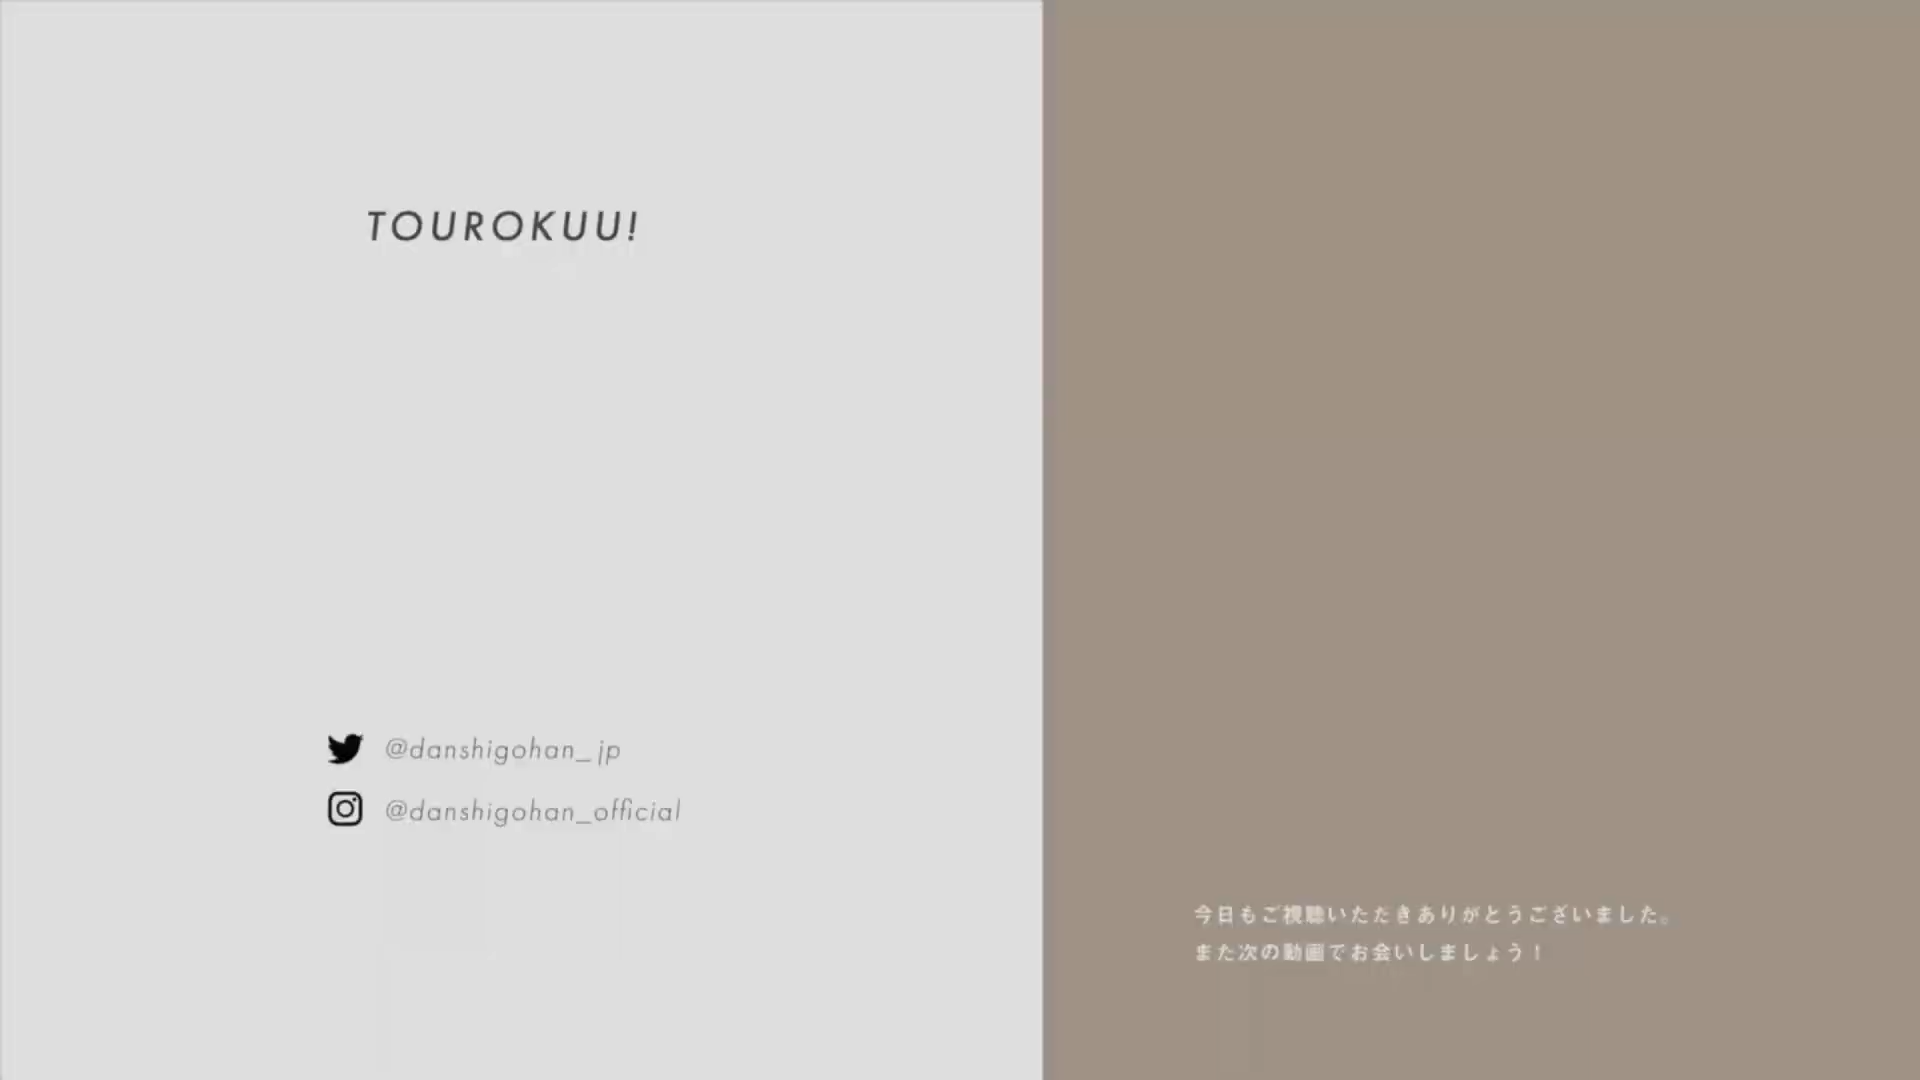 TOUROKUU!
@danshigohan_jp
@danshigohan_official
今日もご視聴いただきありがとうございました。
また次の動画でお会いしましょう！